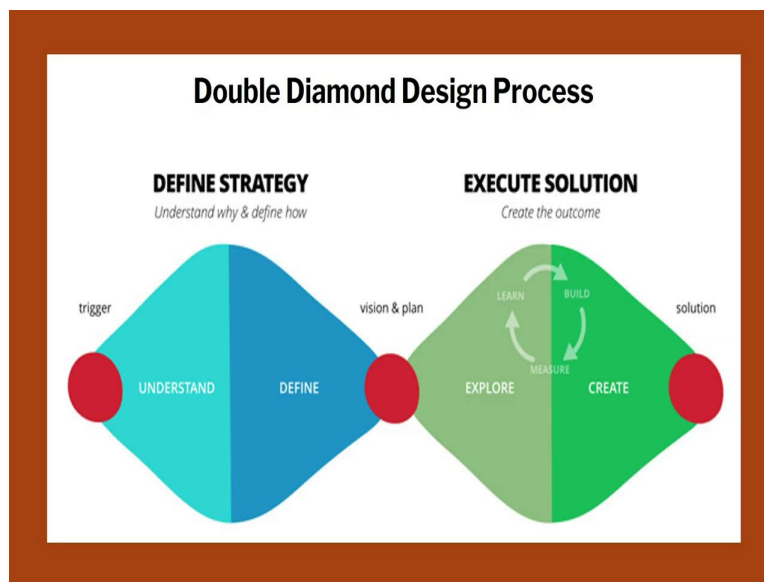 Double Diamond Design Process
DEFINE STRATEGY
Understand why & define how
EXECUTE SOLUTION
Create the outcome
trigger
vision & plan
solution
LEARN
BUILD
MEASURE
UNDERSTAND
DEFINE
EXPLORE
CREATE